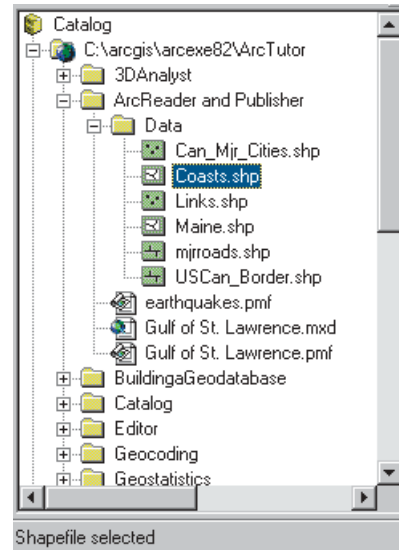 Catalog
C:\arcgis\arcexe82\ArcTutor
3DAnalyst
ArcReader and Publisher
Data
Can_Mjr_Cities.shp
Coasts.shp
Links.shp
Maine.shp
mjrroads.shp
USCan_Border.shp
earthquakes.pmf
Gulf of St. Lawrence.mxd
Gulf of St. Lawrence.pmf
BuildingaGeodatabase
Catalog
Editor
Geocoding
Geostatistics
Shapefile selected